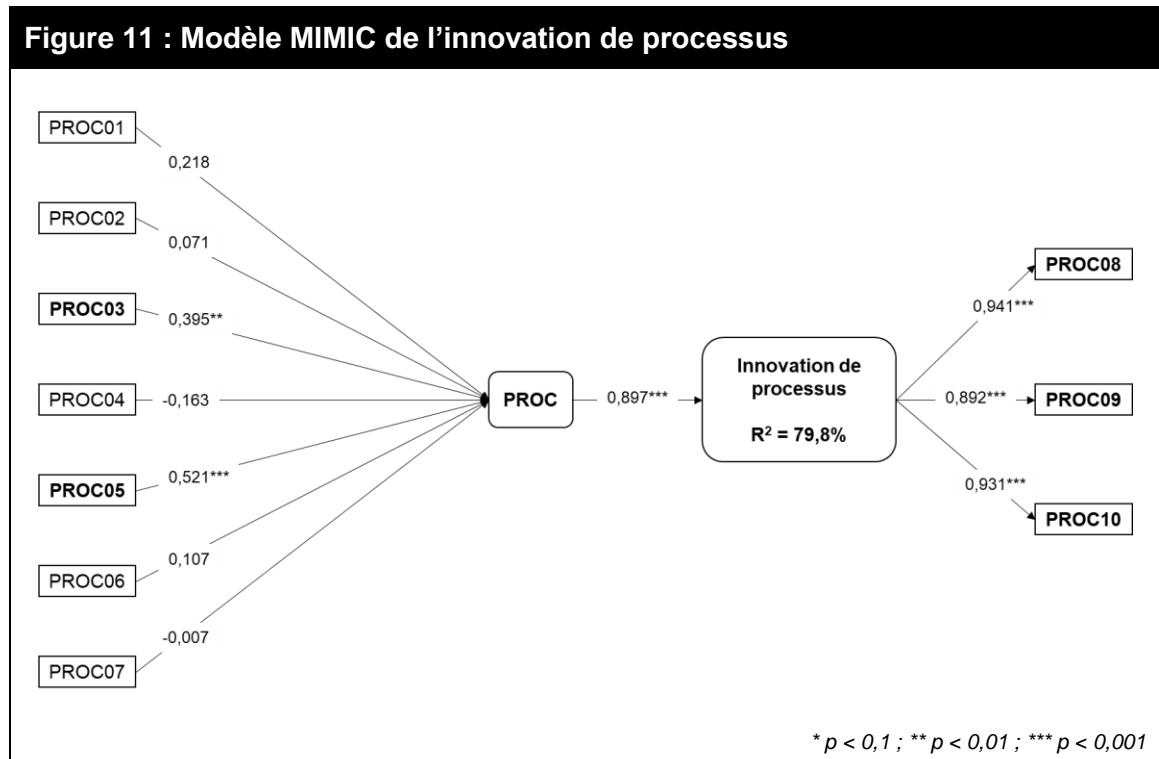 Figure 11 : Modèle MIMIC de l’innovation de processus
PROC01
0,218
PROC02
0,071
PROC03
0,395**
PROC04
-0,163
PROC05
0,521***
PROC06
0,107
PROC07
-0,007
PROC
0,897***
Innovation de
processus
R² = 79,8%
PROC08
0,941***
PROC09
0,892***
PROC10
0,931***
* p < 0,1 ; ** p < 0,01 ; *** p < 0,001